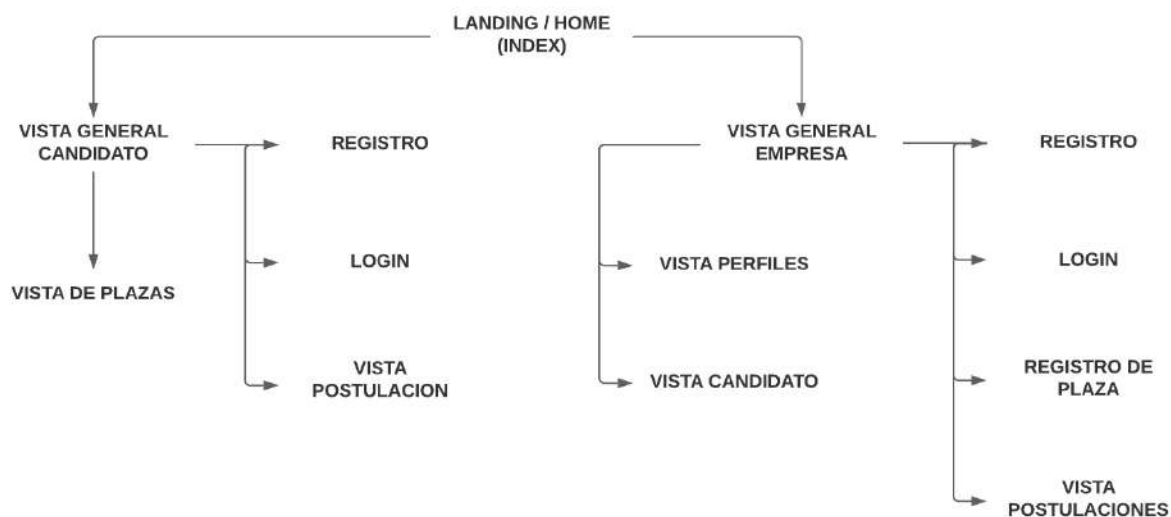 LANDING / HOME
(INDEX)
VISTA GENERAL
CANDIDATO
REGISTRO
VISTA GENERAL
EMPRESA
REGISTRO
LOGIN
VISTA PERFILES
LOGIN
VISTA DE PLAZAS
VISTA
POSTULACION
VISTA CANDIDATO
REGISTRO DE
PLAZA
VISTA
POSTULACIONES